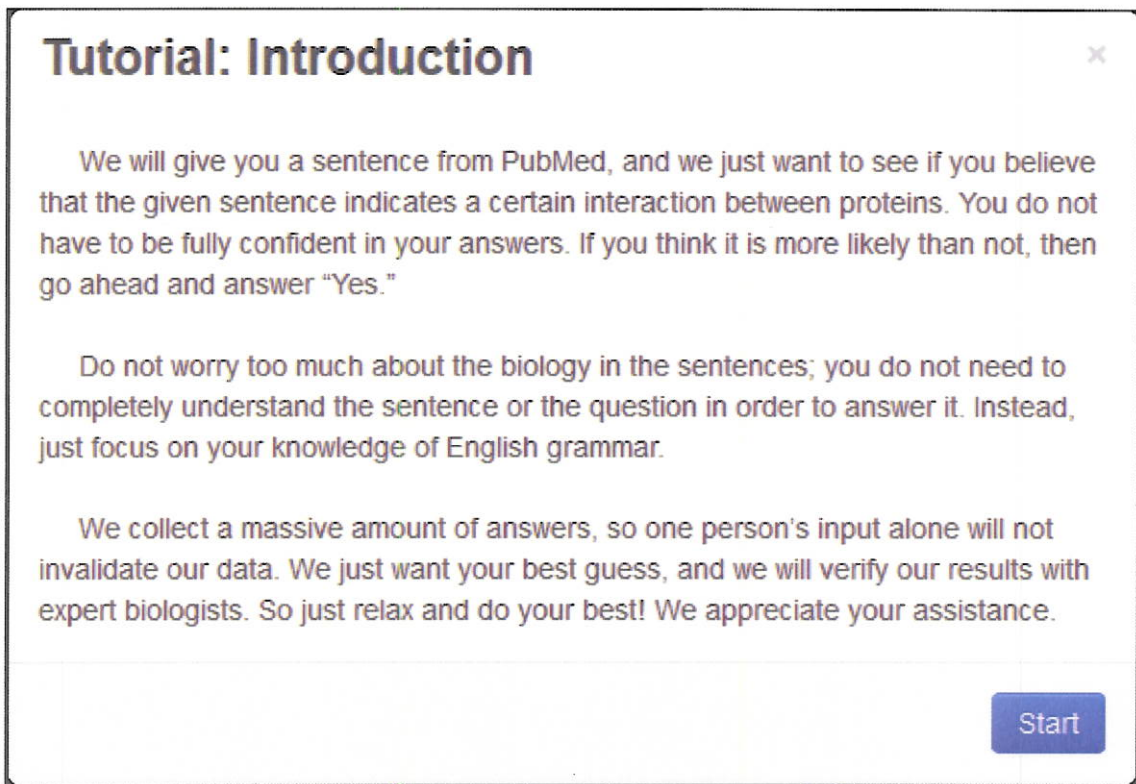 Tutorial: Introduction
×
We will give you a sentence from PubMed, and we just want to see if you believe
that the given sentence indicates a certain interaction between proteins. You do not
have to be fully confident in your answers. If you think it is more likely than not, then
go ahead and answer “Yes.”
Do not worry too much about the biology in the sentences; you do not need to
completely understand the sentence or the question in order to answer it. Instead,
just focus on your knowledge of English grammar.
We collect a massive amount of answers, so one person’s input alone will not
invalidate our data. We just want your best guess, and we will verify our results with
expert biologists. So just relax and do your best! We appreciate your assistance.
Start